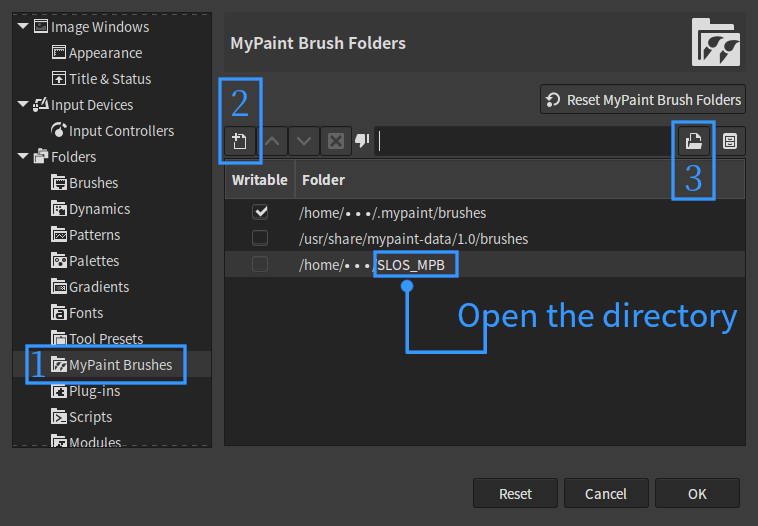 Image Windows
Appearance
Title & Status
Input Devices
Input Controllers
Folders
Brushes
Dynamics
Patterns
Palettes
Gradients
Fonts
Tool Presets
1
MyPaint Brushes
Plug-ins
Scripts
Modules
MyPaint Brush Folders
Reset MyPaint Brush Folders
2
3
Writable Folder
/home/•••/.mypaint/brushes
/usr/share/mypaint-data/1.0/brushes
/home/•••/SLOS_MPB
Open the directory
Reset Cancel OK